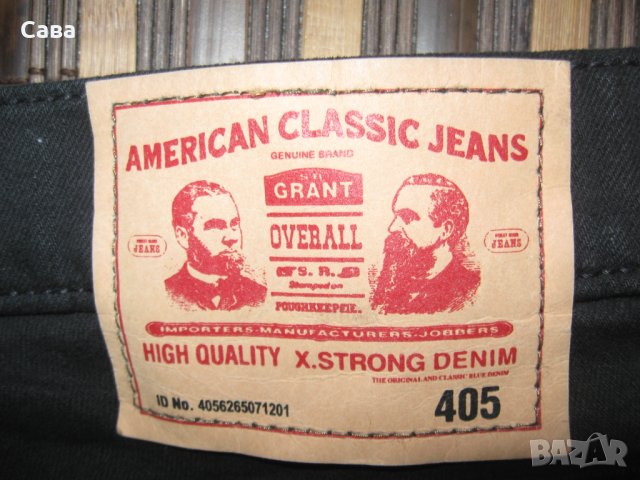 Caba
AMERICAN CLASSIC JEANS
GENUINE BRAND
S.R.
GRANT
JEANS
OVERALL
JEANS
S. R.
Stamped on
POUGHKEEPSIE.
IMPORTERS-MANUFACTURERS-JOBBERS
HIGH QUALITY X.STRONG DENIM
THE ORIGINAL AND CLASSIC BLUE DENIM
ID No. 4056265071201
405
BAZAR